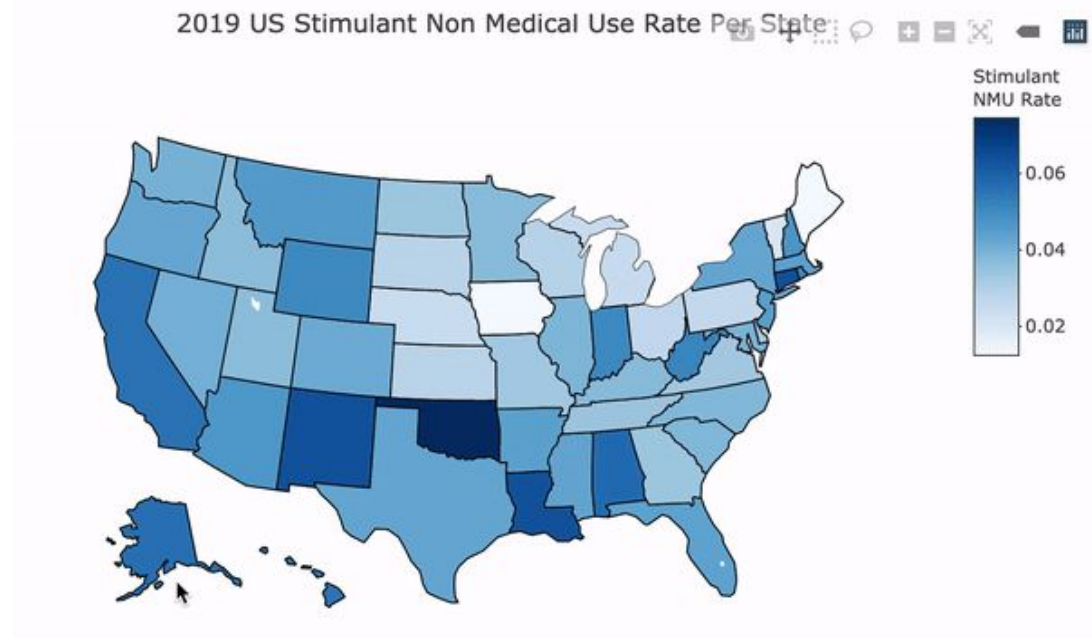 2019 US Stimulant Non Medical Use Rate Per State
Stimulant
NMU Rate
0.06
0.04
0.02